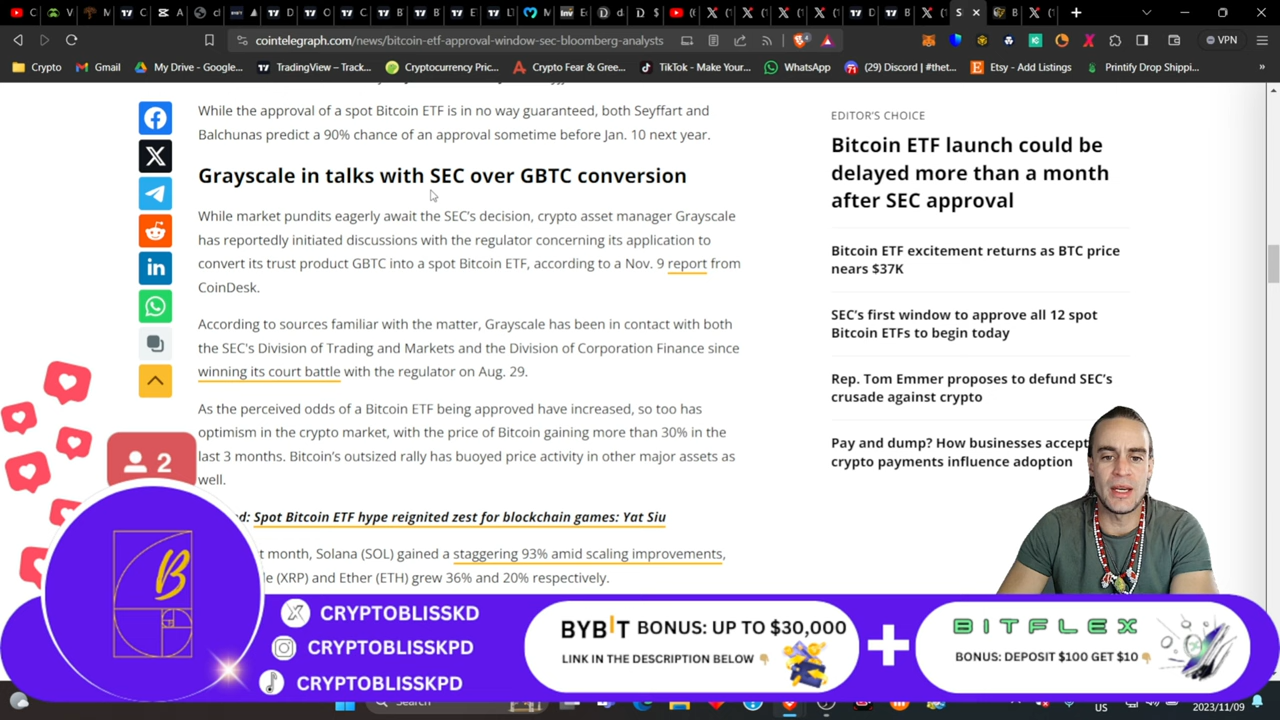 cointelegraph.com/news/bitcoin-etf-approval-window-sec-bloomberg-analysts
VPN
Crypto
Gmail
My Drive - Google...
TradingView – Track...
Cryptocurrency Pric...
Crypto Fear & Gree...
TikTok - Make Your...
WhatsApp
(29) Discord | #thet...
Etsy - Add Listings
Printify Design Shippi...
While the approval of a spot Bitcoin ETF is in no way guaranteed, both Seyffart and
Balchunas predict a 90% chance of an approval sometime before Jan. 10 next year.
Grayscale in talks with SEC over GBTC conversion
While market pundits eagerly await the SEC's decision, crypto asset manager Grayscale
has reportedly initiated discussions with the regulator concerning its application to
convert its trust product GBTC into a spot Bitcoin ETF, according to a Nov. 9 report from
CoinDesk.
According to sources familiar with the matter, Grayscale has been in contact with both
the SEC's Division of Trading and Markets and the Division of Corporation Finance since
winning its court battle with the regulator on Aug. 29.
As the perceived odds of a Bitcoin ETF being approved have increased, so too has
optimism in the crypto market, with the price of Bitcoin gaining more than 30% in the
last 3 months. Bitcoin's outsized rally has buoyed price activity in other major assets as
well.
d: Spot Bitcoin ETF hype reignited zest for blockchain games: Yat Siu
t month, Solana (SOL) gained a staggering 93% amid scaling improvements,
le (XRP) and Ether (ETH) grew 36% and 20% respectively.
EDITOR'S CHOICE
Bitcoin ETF launch could be
delayed more than a month
after SEC approval
Bitcoin ETF excitement returns as BTC price
nears $37K
SEC's first window to approve all 12 spot
Bitcoin ETFs to begin today
Rep. Tom Emmer proposes to defund SEC's
crusade against crypto
Pay and dump? How businesses accept
crypto payments influence adoption
2
B
CRYPTOBLISSKD
CRYPTOBLISSKPD
CRYPTOBLISSKPD
BYBIT BONUS: UP TO $30,000
LINK IN THE DESCRIPTION BELOW
BITFLEX
BONUS: DEPOSIT $100 GET $10
Search
US
2023/11/09